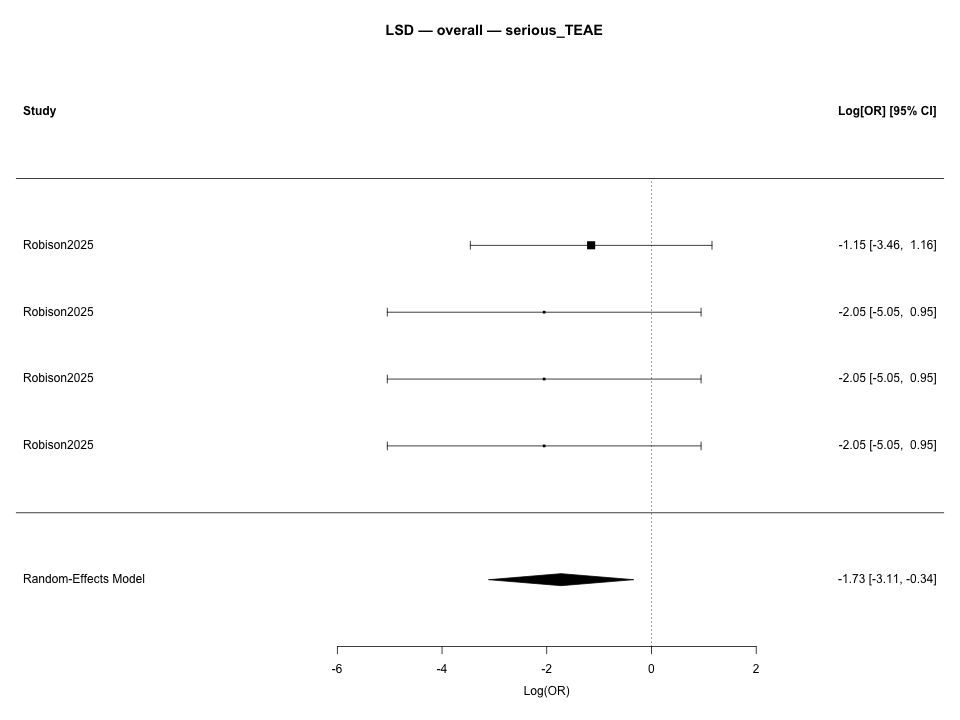 LSD — overall — serious_TEAE
Study Log[OR] [95% CI]
Robison2025 -1.15 [-3.46, 1.16]
Robison2025 -2.05 [-5.05, 0.95]
Robison2025 -2.05 [-5.05, 0.95]
Robison2025 -2.05 [-5.05, 0.95]
Random-Effects Model -1.73 [-3.11, -0.34]
-6 -4 -2 0 2
Log(OR)